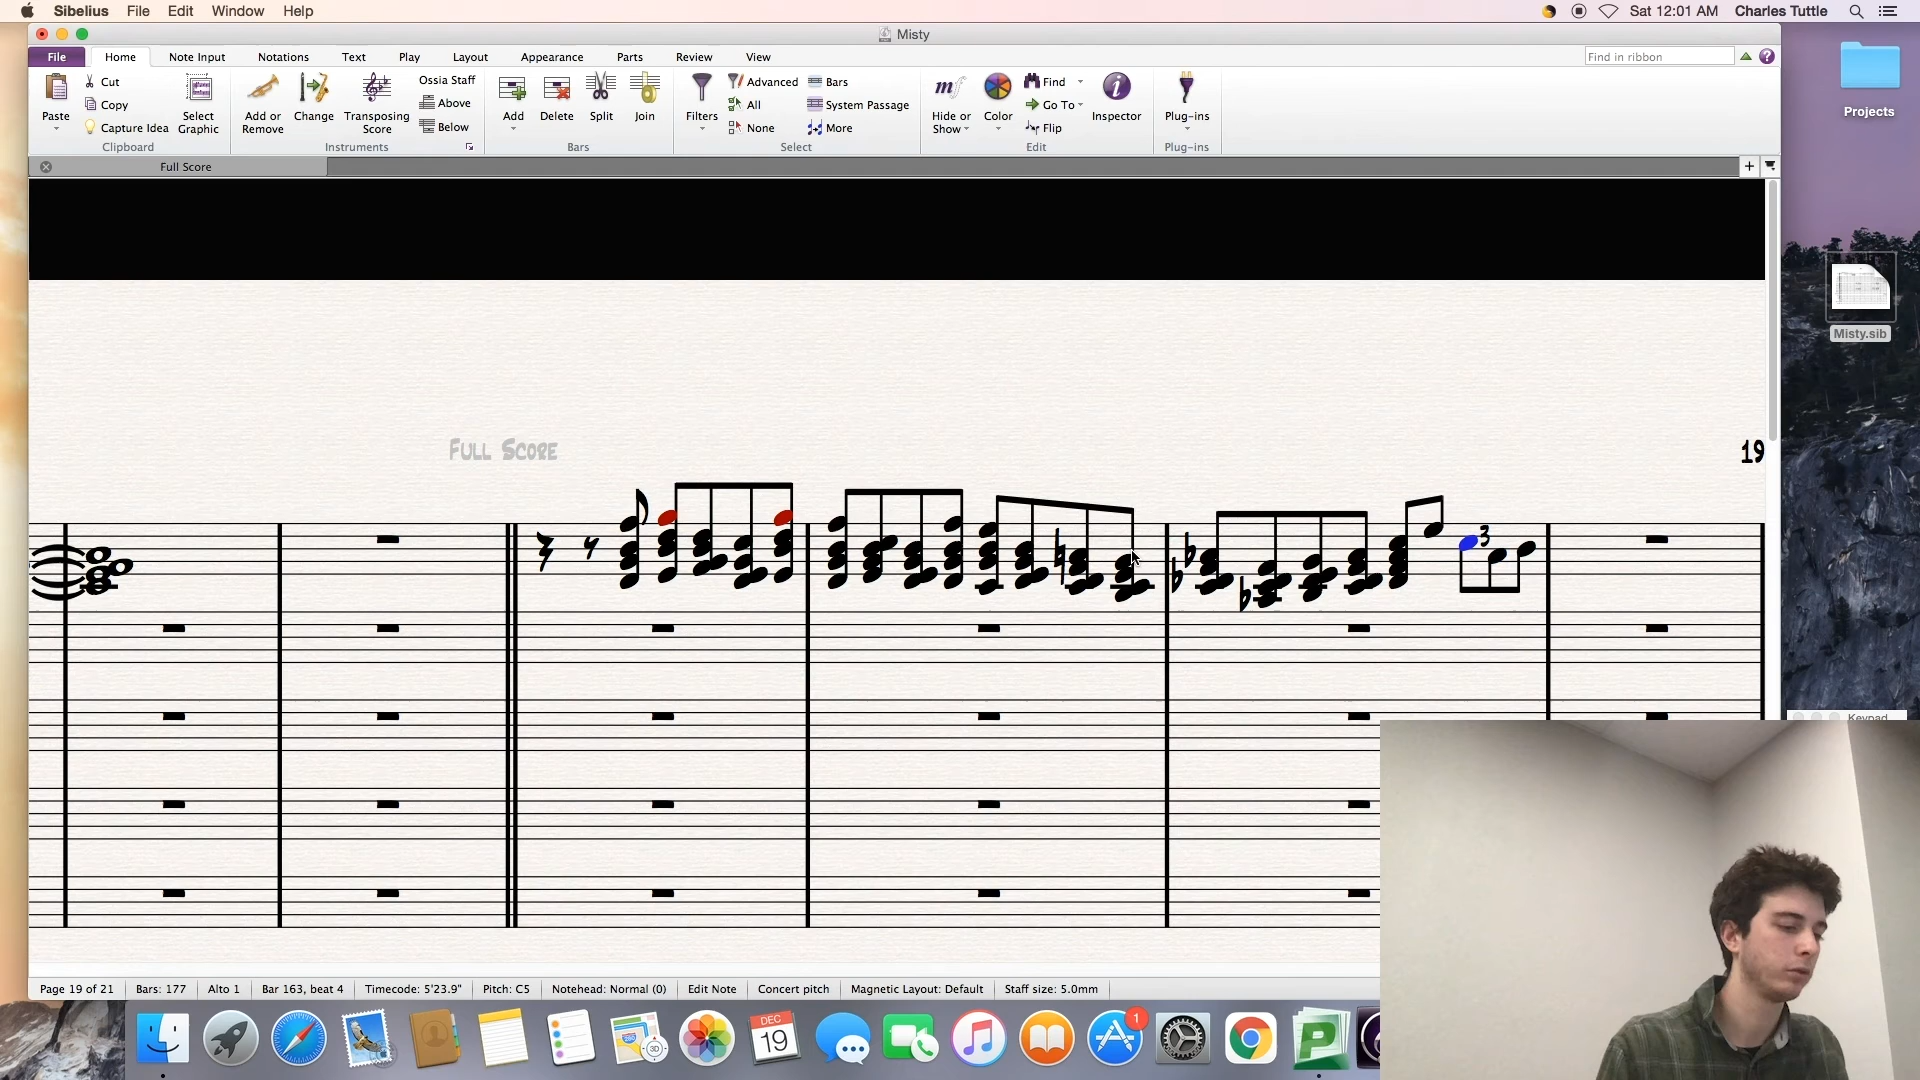 Sibelius File Edit Window Help Sat 12:01 AM Charles Tuttle
Misty
File Home Note Input Notations Text Play Layout Appearance Parts Review View Find in ribbon ?
Paste Cut Copy Capture Idea Select Graphic Clipboard
Add or Remove Change Transposing Score Ossia Staff Above Below Instruments
Add Delete Split Join Bars
Filters Advanced All None Bars System Passage More Select
Hide or Show Color Find Go To Flip Inspector Edit
Plug-ins Plug-ins
Full Score
Projects
Misty.sib
Full Score
19
3
Keypad
Page 19 of 21 Bars: 177 Alto 1 Bar 163, beat 4 Timecode: 5'23.9" Pitch: C5 Notehead: Normal (0) Edit Note Concert pitch Magnetic Layout: Default Staff size: 5.0mm
DEC
19
1